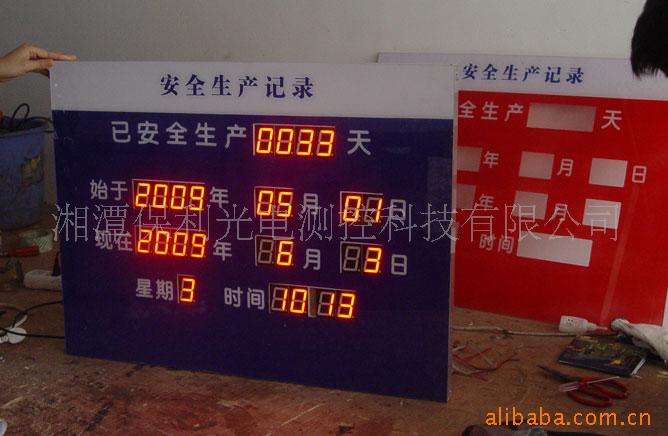 安全生产记录
已安全生产 0033 天
始于 2009 年 05 月 01 日
现在 2009 年 6 月 3 日
星期 3 时间 10 13
安全生产记录
安全生产 天
年 月 日
年 月 日
时间
湘潭保利光电测控科技有限公司
alibaba.com.cn